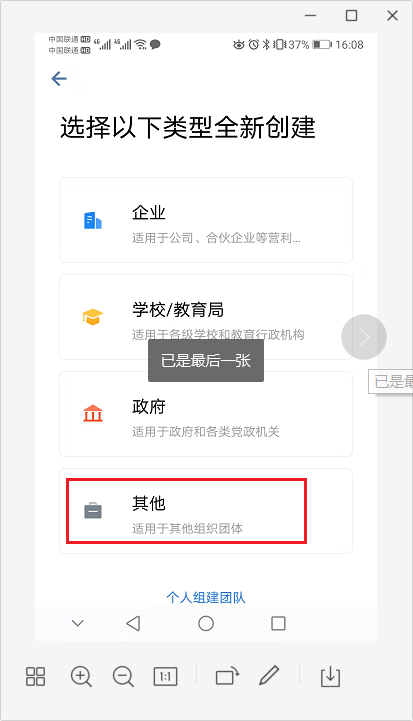 中国联通 HD 4G 4G 37% 16:08
中国联通 HD
选择以下类型全新创建
企业
适用于公司、合伙企业等营利...
学校/教育局
适用于各级学校和教育行政机构
已是最后一张
已是最
政府
适用于政府和各类党政机关
其他
适用于其他组织团体
个人组建团队
1:1